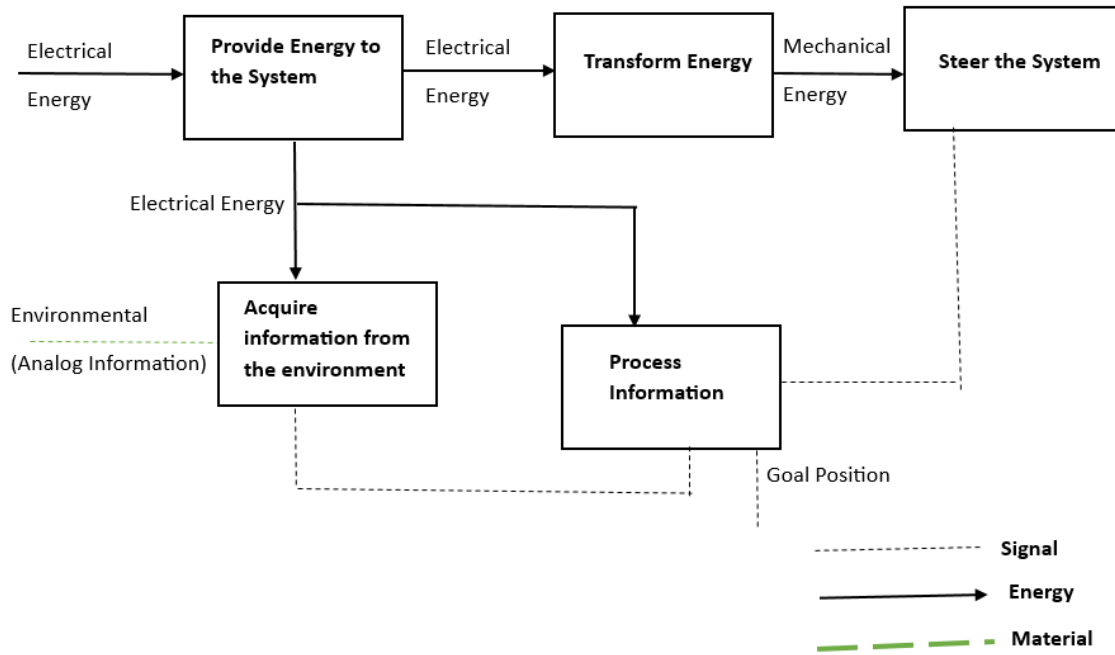 Electrical
Energy
Provide Energy to
the System
Electrical
Energy
Transform Energy
Mechanical
Energy
Steer the System
Electrical Energy
Environmental
(Analog Information)
Acquire
information from
the environment
Process
Information
Goal Position
Signal
Energy
Material